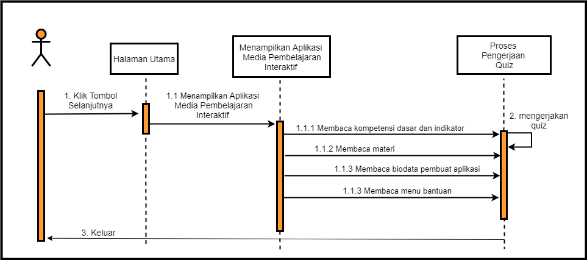 Halaman Utama
Menampilkan Aplikasi
Media Pembelajaran
Interaktif
Proses
Pengerjaan
Quiz
1. Klik Tombol
Selanjutnya
1.1 Menampilkan Aplikasi
Media Pembelajaran
Interaktif
1.1.1 Membaca kompetensi dasar dan indikator
2. mengerjakan
quiz
1.1.2 Membaca materi
1.1.3 Membaca biodata pembuat aplikasi
1.1.3 Membaca menu bantuan
3. Keluar